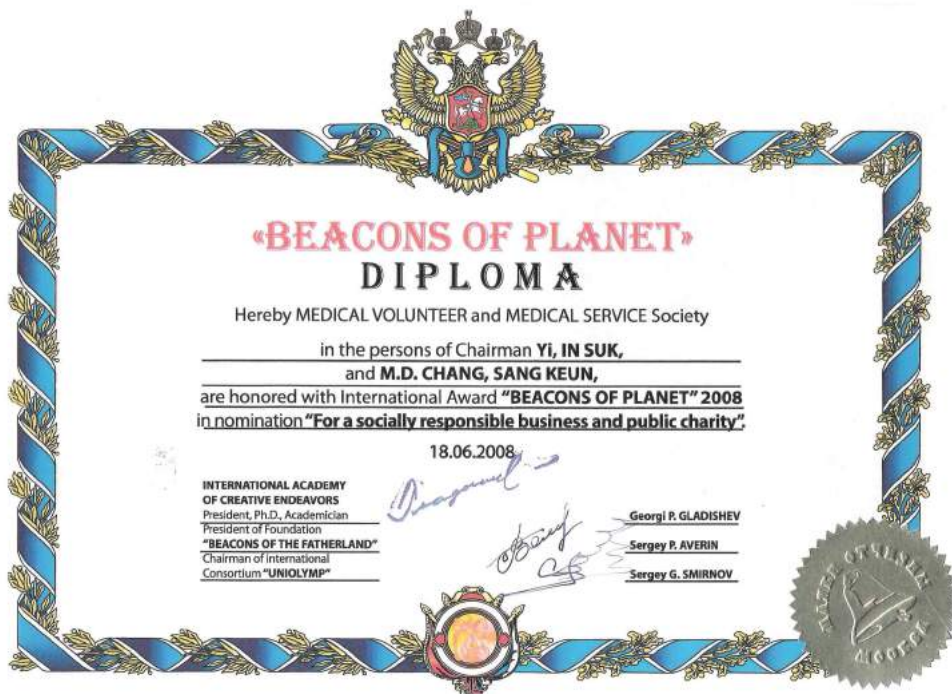 «BEACONS OF PLANET»
DIPLOMA
Hereby MEDICAL VOLUNTEER and MEDICAL SERVICE Society
in the persons of Chairman Yi, IN SUK,
and M.D. CHANG, SANG KEUN,
are honored with International Award "BEACONS OF PLANET" 2008
in nomination "For a socially responsible business and public charity".
18.06.2008
INTERNATIONAL ACADEMY
OF CREATIVE ENDEAVORS
President, Ph.D., Academician
President of Foundation
"BEACONS OF THE FATHERLAND"
Chairman of international
Consortium "UNIOLYMP"
Georgi P. GLADISHEV
Sergey P. AVERIN
Sergey G. SMIRNOV
МОСКВА